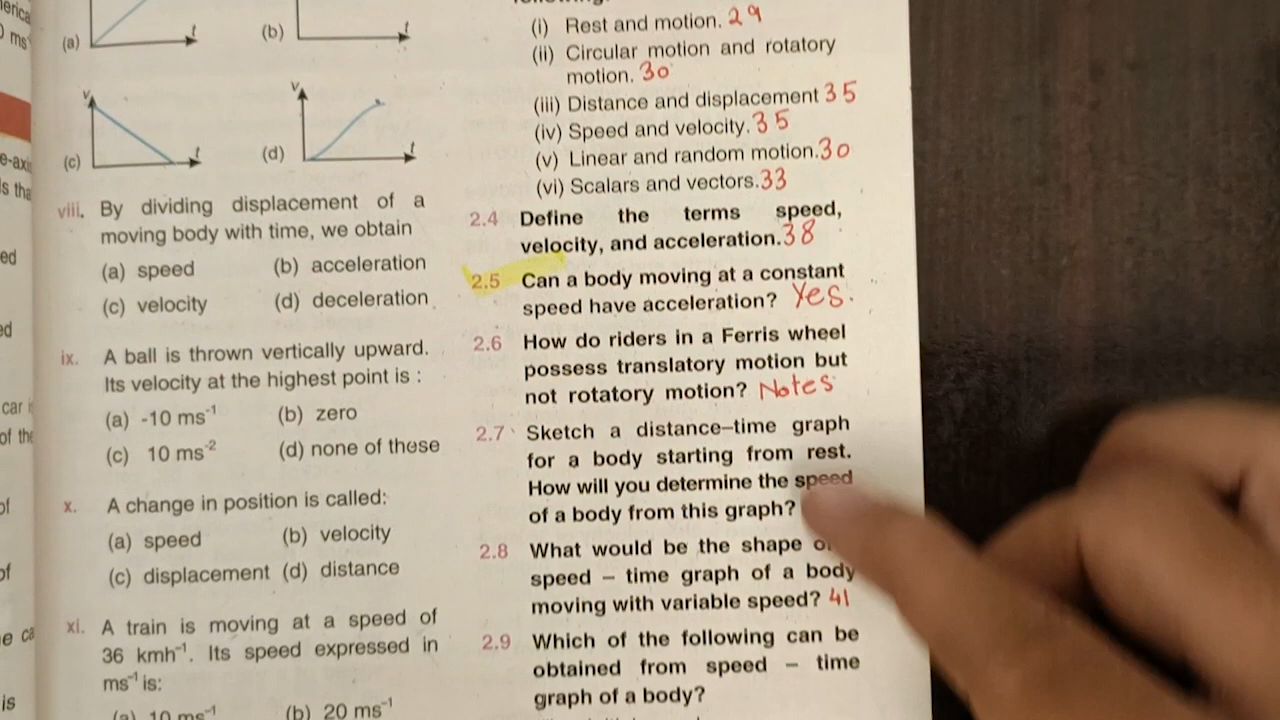 ms
(a)
t
(b)
t
v
(c)
t
v
(d)
t
viii. By dividing displacement of a
moving body with time, we obtain
(a) speed (b) acceleration
(c) velocity (d) deceleration
ix. A ball is thrown vertically upward.
Its velocity at the highest point is :
(a) -10 ms⁻¹ (b) zero
(c) 10 ms⁻² (d) none of these
x. A change in position is called:
(a) speed (b) velocity
(c) displacement (d) distance
xi. A train is moving at a speed of
36 kmh⁻¹. Its speed expressed in
ms⁻¹ is:
(a) 10 ms⁻¹ (b) 20 ms⁻¹
(i) Rest and motion. 29
(ii) Circular motion and rotatory
motion. 30
(iii) Distance and displacement 35
(iv) Speed and velocity. 35
(v) Linear and random motion. 30
(vi) Scalars and vectors. 33
2.4 Define the terms speed,
velocity, and acceleration. 38
2.5 Can a body moving at a constant
speed have acceleration? Yes.
2.6 How do riders in a Ferris wheel
possess translatory motion but
not rotatory motion? Notes
2.7 Sketch a distance–time graph
for a body starting from rest.
How will you determine the speed
of a body from this graph?
2.8 What would be the shape
speed – time graph of a body
moving with variable speed? 41
2.9 Which of the following can be
obtained from speed – time
graph of a body?